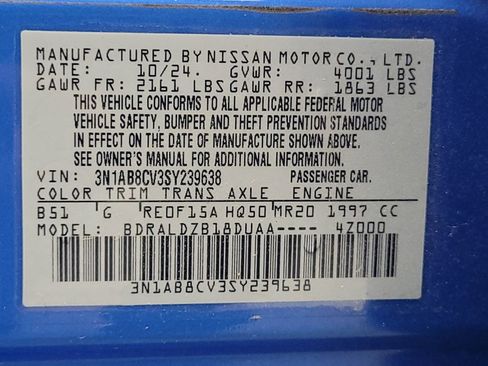 MANUFACTURED BY NISSAN MOTOR CO., LTD.
DATE: 10/24. GVWR: 4001 LBS
GAWR FR: 2161 LBS GAWR RR: 1863 LBS
THIS VEHICLE CONFORMS TO ALL APPLICABLE FEDERAL MOTOR
VEHICLE SAFETY, BUMPER AND THEFT PREVENTION STANDARDS
IN EFFECT ON THE DATE OF MANUFACTURE SHOWN ABOVE.
SEE OWNER'S MANUAL FOR ADDITIONAL INFORMATION.
VIN: 3N1AB8CV3SY239638 PASSENGER CAR.
COLOR TRIM TRANS AXLE ENGINE
B51 G RE0F15A HQ50 MR20 1997 CC
MODEL: BDRALDZB18DUAA---- 4Z000
3N1AB8CV3SY239638